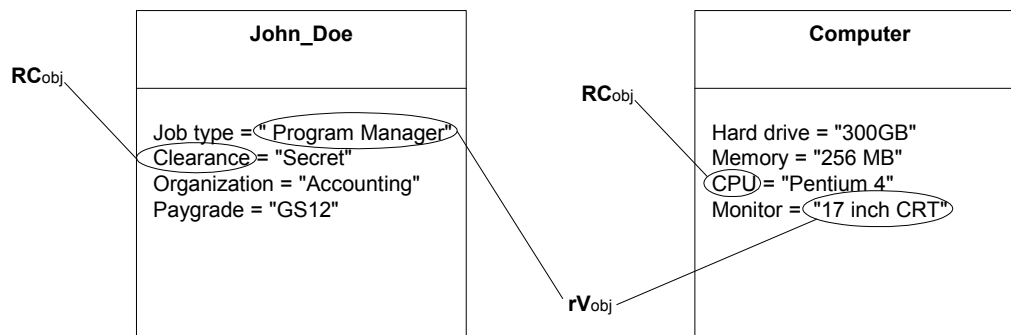 John_Doe
Computer
RCobj
RCobj
Job type = " Program Manager"
Clearance = "Secret"
Organization = "Accounting"
Paygrade = "GS12"
Hard drive = "300GB"
Memory = "256 MB"
CPU = "Pentium 4"
Monitor = "17 inch CRT"
rVobj